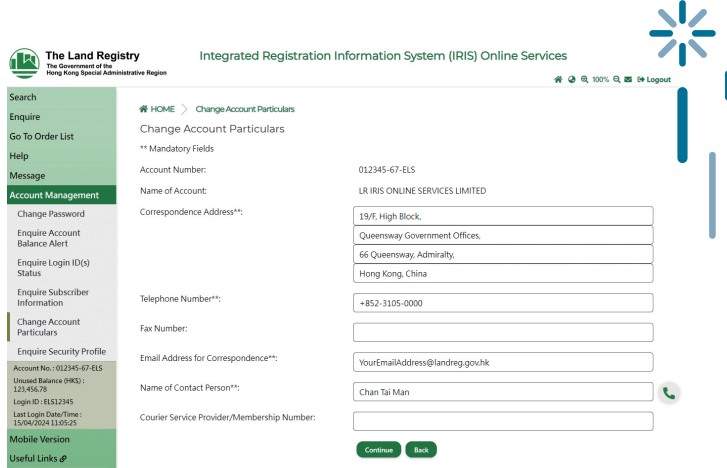 The Land Registry
The Government of the
Hong Kong Special Administrative Region
Integrated Registration Information System (IRIS) Online Services
100%
Logout
Search
Enquire
Go To Order List
Help
Message
Account Management
Change Password
Enquire Account
Balance Alert
Enquire Login ID(s)
Status
Enquire Subscriber
Information
Change Account
Particulars
Enquire Security Profile
Account No. : 012345-67-ELS
Unused Balance (HK$) :
123,456.78
Login ID : ELS12345
Last Login Date/Time :
15/04/2024 11:05:25
Mobile Version
Useful Links
HOME
Change Account Particulars
Change Account Particulars
** Mandatory Fields
Account Number: 012345-67-ELS
Name of Account: LR IRIS ONLINE SERVICES LIMITED
Correspondence Address**: 19/F, High Block,
Queensway Government Offices,
66 Queensway, Admiralty,
Hong Kong, China
Telephone Number**: +852-3105-0000
Fax Number:
Email Address for Correspondence**: YourEmailAddress@landreg.gov.hk
Name of Contact Person**: Chan Tai Man
Courier Service Provider/Membership Number:
Continue Back